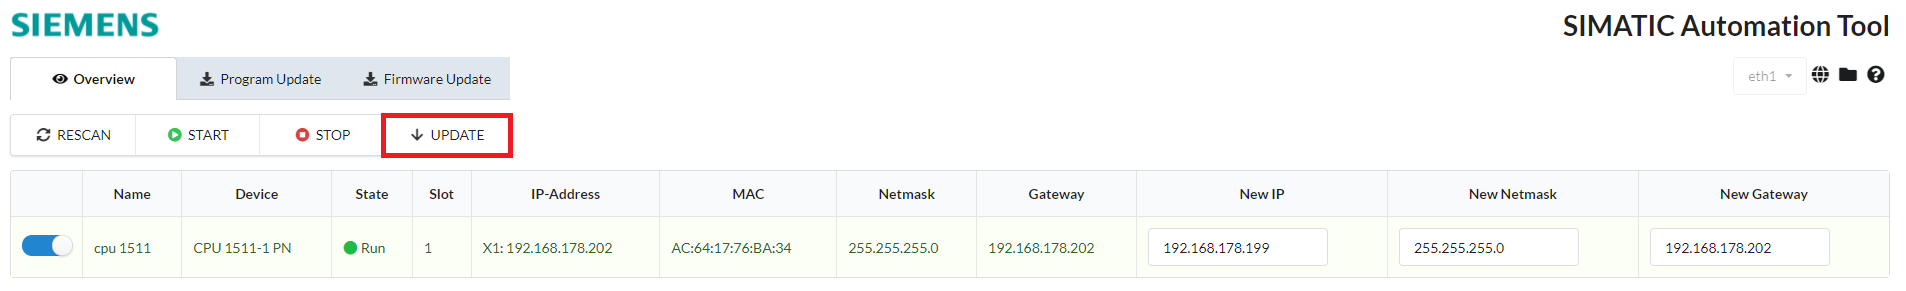 SIEMENS
SIMATIC Automation Tool
Overview Program Update Firmware Update
eth1
RESCAN START STOP UPDATE
Name Device State Slot IP-Address MAC Netmask Gateway New IP New Netmask New Gateway
cpu 1511 CPU 1511-1 PN Run 1 X1: 192.168.178.202 AC:64:17:76:BA:34 255.255.255.0 192.168.178.202 192.168.178.199 255.255.255.0 192.168.178.202